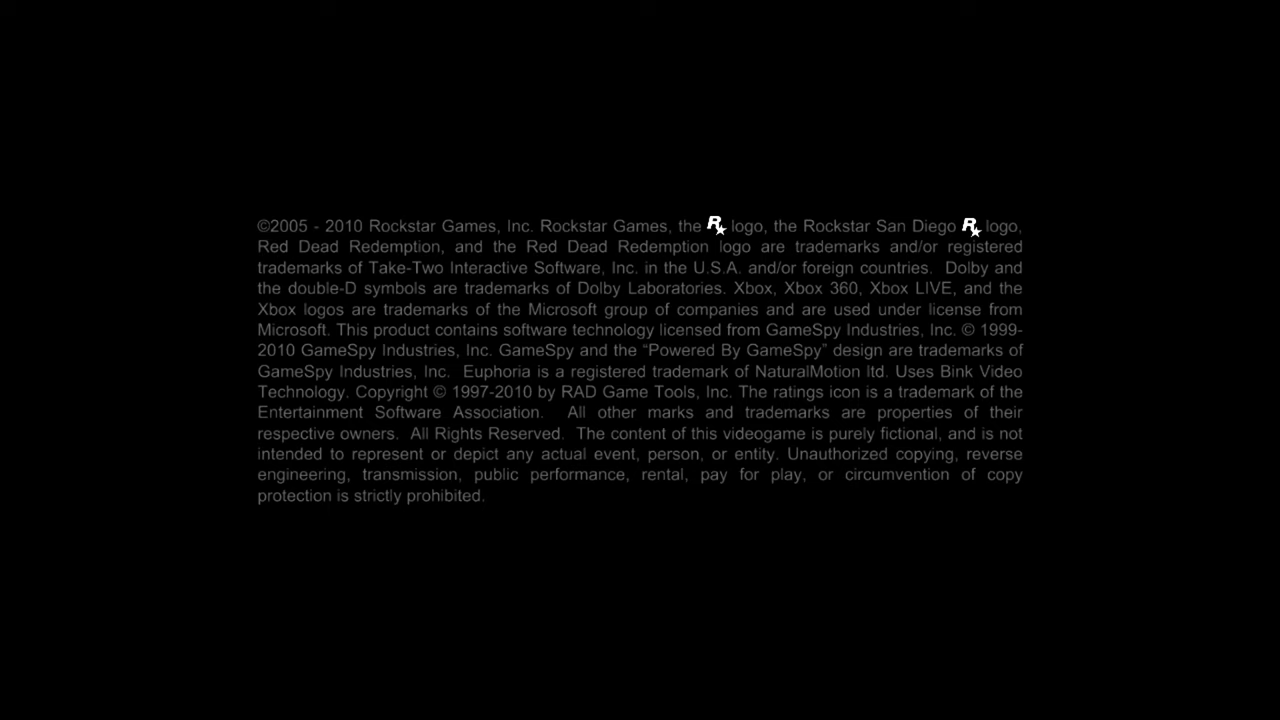 ©2005 - 2010 Rockstar Games, Inc. Rockstar Games, the R logo, the Rockstar San Diego R logo,
Red Dead Redemption, and the Red Dead Redemption logo are trademarks and/or registered
trademarks of Take-Two Interactive Software, Inc. in the U.S.A. and/or foreign countries.  Dolby and
the double-D symbols are trademarks of Dolby Laboratories. Xbox, Xbox 360, Xbox LIVE, and the
Xbox logos are trademarks of the Microsoft group of companies and are used under license from
Microsoft. This product contains software technology licensed from GameSpy Industries, Inc. © 1999-
2010 GameSpy Industries, Inc. GameSpy and the “Powered By GameSpy” design are trademarks of
GameSpy Industries, Inc.  Euphoria is a registered trademark of NaturalMotion ltd. Uses Bink Video
Technology. Copyright © 1997-2010 by RAD Game Tools, Inc. The ratings icon is a trademark of the
Entertainment Software Association.  All other marks and trademarks are properties of their
respective owners.  All Rights Reserved.  The content of this videogame is purely fictional, and is not
intended to represent or depict any actual event, person, or entity. Unauthorized copying, reverse
engineering, transmission, public performance, rental, pay for play, or circumvention of copy
protection is strictly prohibited.